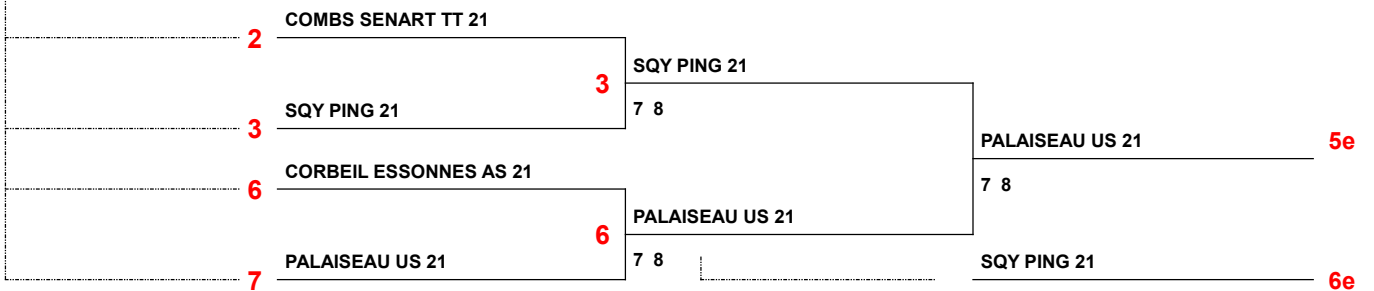 COMBS SENART TT 21
2
SQY PING 21
3
SQY PING 21
7 8
3
PALAISEAU US 21
5e
CORBEIL ESSONNES AS 21
6
7 8
PALAISEAU US 21
6
PALAISEAU US 21
7 8
SQY PING 21
7
6e